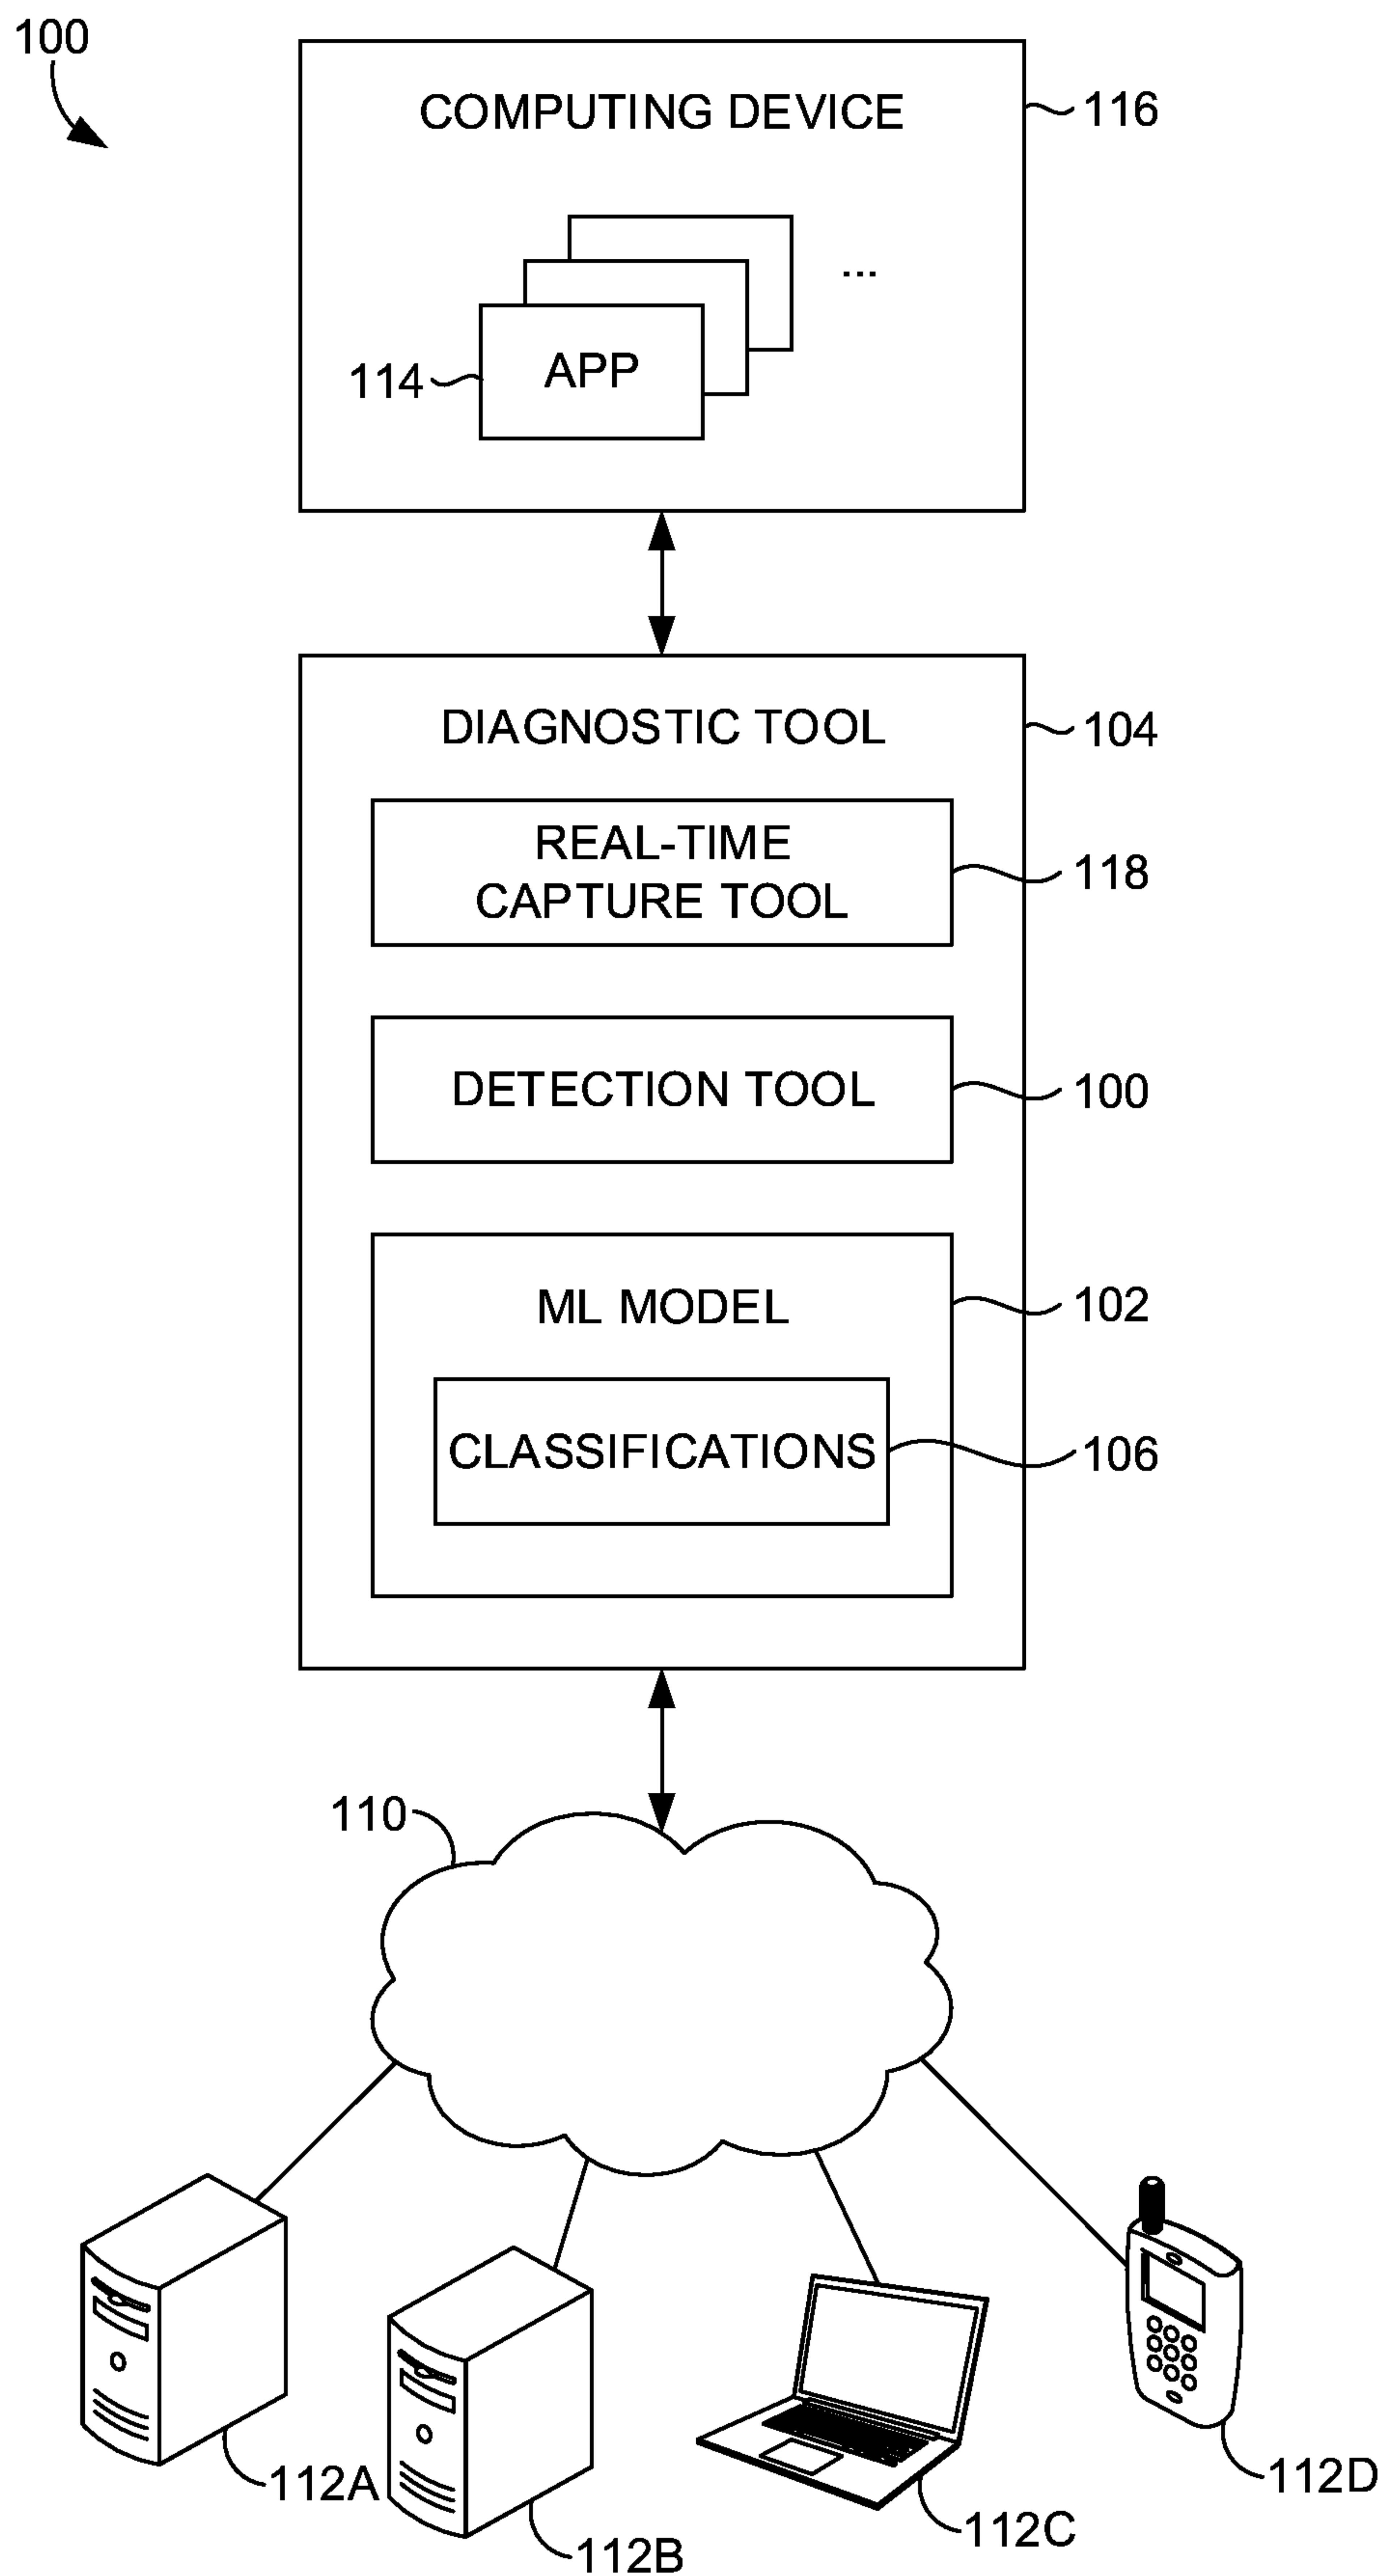 100
COMPUTING DEVICE
116
...
114
APP
DIAGNOSTIC TOOL
104
REAL-TIME
CAPTURE TOOL
118
DETECTION TOOL
100
ML MODEL
102
CLASSIFICATIONS
106
110
112A
112B
112C
112D